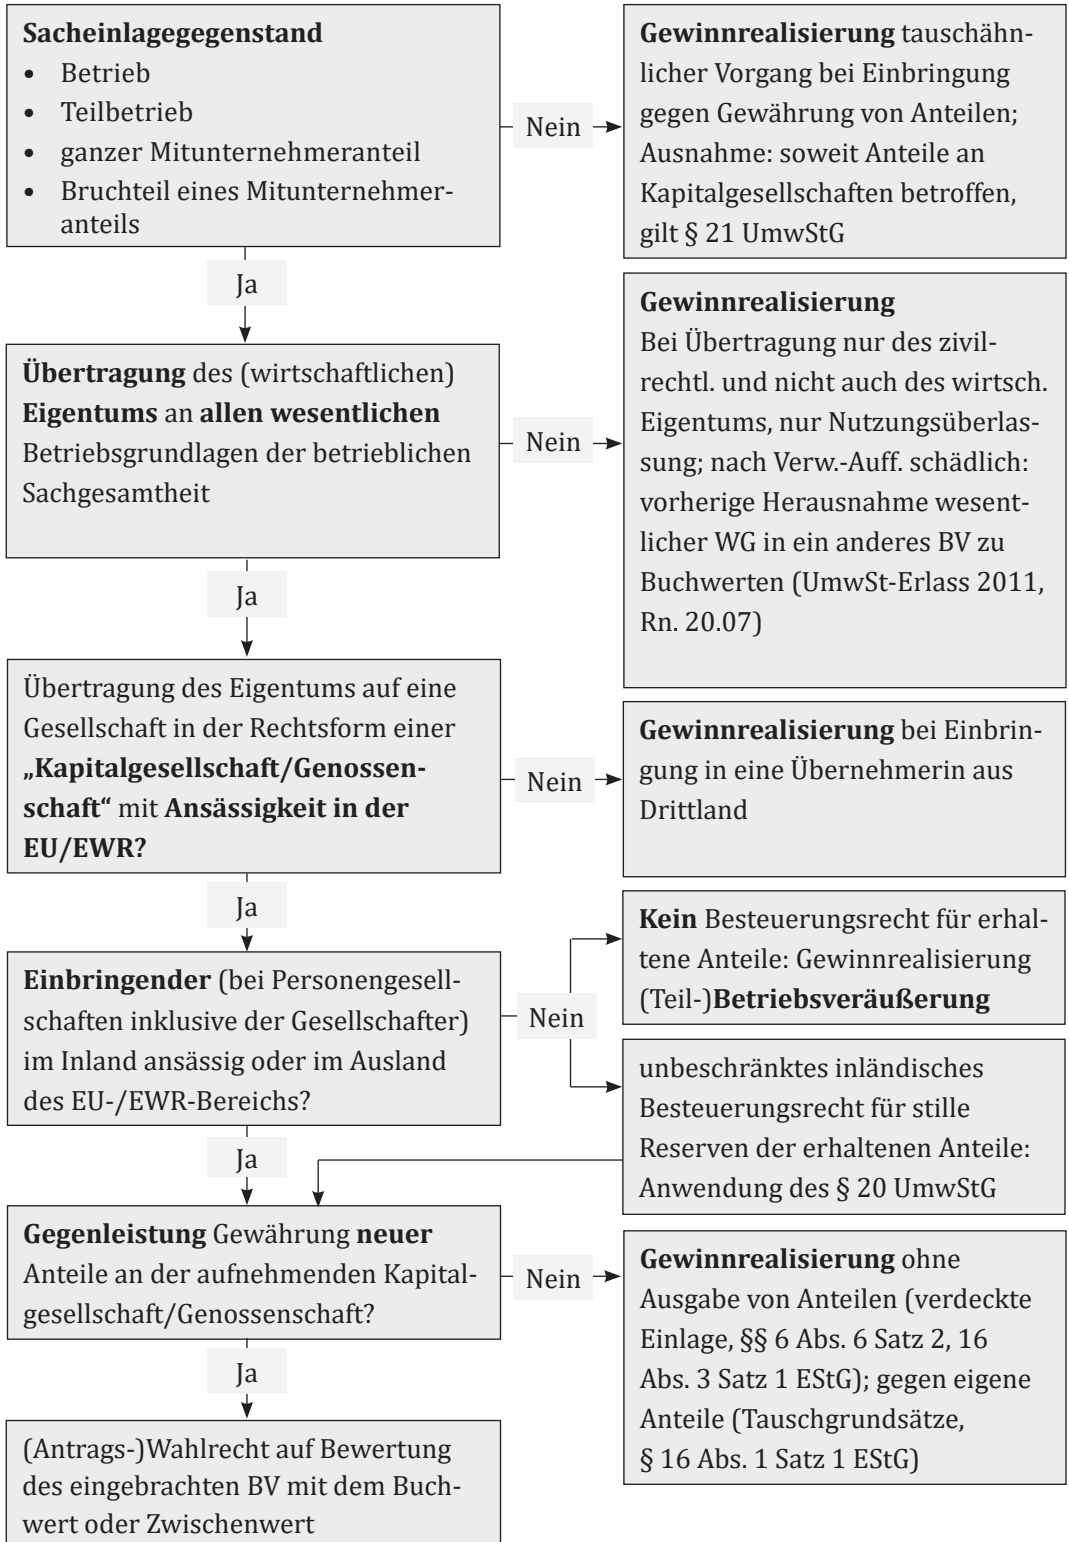 Sacheinlagegegenstand
• Betrieb
• Teilbetrieb
• ganzer Mitunternehmeranteil
• Bruchteil eines Mitunternehmer-
anteils
Nein
Gewinnrealisierung tauschähn-
licher Vorgang bei Einbringung
gegen Gewährung von Anteilen;
Ausnahme: soweit Anteile an
Kapitalgesellschaften betroffen,
gilt § 21 UmwStG
Ja
Übertragung des (wirtschaftlichen)
Eigentums an allen wesentlichen
Betriebsgrundlagen der betrieblichen
Sachgesamtheit
Nein
Gewinnrealisierung
Bei Übertragung nur des zivil-
rechtl. und nicht auch des wirtsch.
Eigentums, nur Nutzungsüberlas-
sung; nach Verw.-Auff. schädlich:
vorherige Herausnahme wesent-
licher WG in ein anderes BV zu
Buchwerten (UmwSt-Erlass 2011,
Rn. 20.07)
Ja
Übertragung des Eigentums auf eine
Gesellschaft in der Rechtsform einer
„Kapitalgesellschaft/Genossen-
schaft“ mit Ansässigkeit in der
EU/EWR?
Nein
Gewinnrealisierung bei Einbrin-
gung in eine Übernehmerin aus
Drittland
Ja
Einbringender (bei Personengesell-
schaften inklusive der Gesellschafter)
im Inland ansässig oder im Ausland
des EU-/EWR-Bereichs?
Nein
Kein Besteuerungsrecht für erhal-
tene Anteile: Gewinnrealisierung
(Teil-)Betriebsveräußerung
unbeschränktes inländisches
Besteuerungsrecht für stille
Reserven der erhaltenen Anteile:
Anwendung des § 20 UmwStG
Ja
Gegenleistung Gewährung neuer
Anteile an der aufnehmenden Kapital-
gesellschaft/Genossenschaft?
Nein
Gewinnrealisierung ohne
Ausgabe von Anteilen (verdeckte
Einlage, §§ 6 Abs. 6 Satz 2, 16
Abs. 3 Satz 1 EStG); gegen eigene
Anteile (Tauschgrundsätze,
§ 16 Abs. 1 Satz 1 EStG)
Ja
(Antrags-)Wahlrecht auf Bewertung
des eingebrachten BV mit dem Buch-
wert oder Zwischenwert